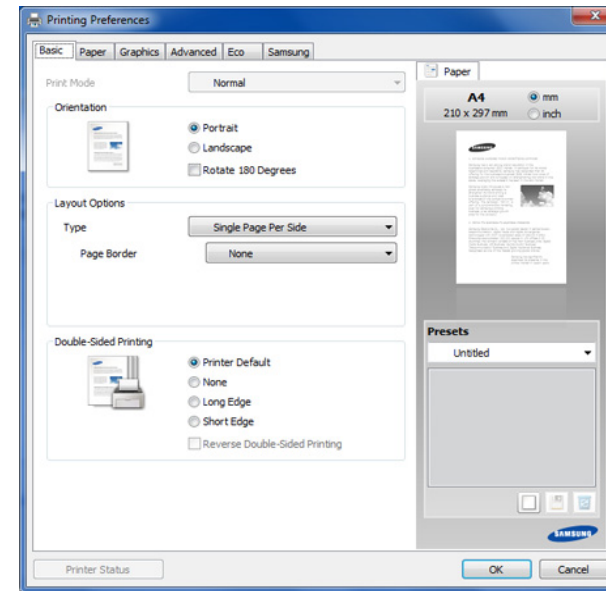 Printing Preferences
Basic Paper Graphics Advanced Eco Samsung
Print Mode Normal
Orientation
Portrait
Landscape
Rotate 180 Degrees
Layout Options
Type Single Page Per Side
Page Border None
Double-Sided Printing
Printer Default
None
Long Edge
Short Edge
Reverse Double-Sided Printing
Paper
A4
210 x 297 mm
mm
inch
SAMSUNG
Presets
Untitled
SAMSUNG
Printer Status
OK Cancel